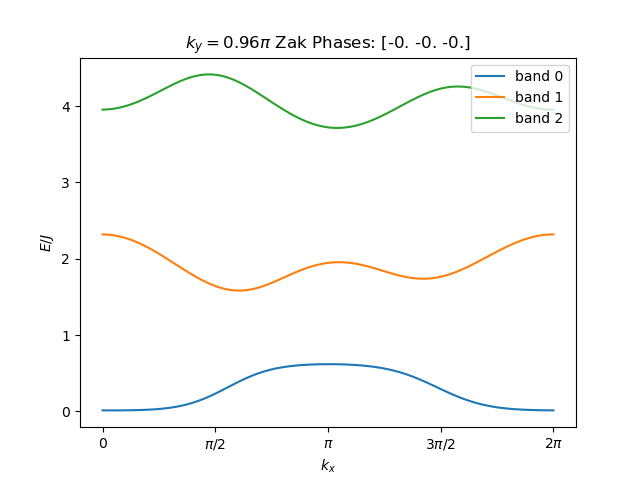 $k_y = 0.96\pi$ Zak Phases: [-0. -0. -0.]
band 0
band 1
band 2
4
3
2
1
0
E/J
0
π/2
π
3π/2
2π
$k_x$